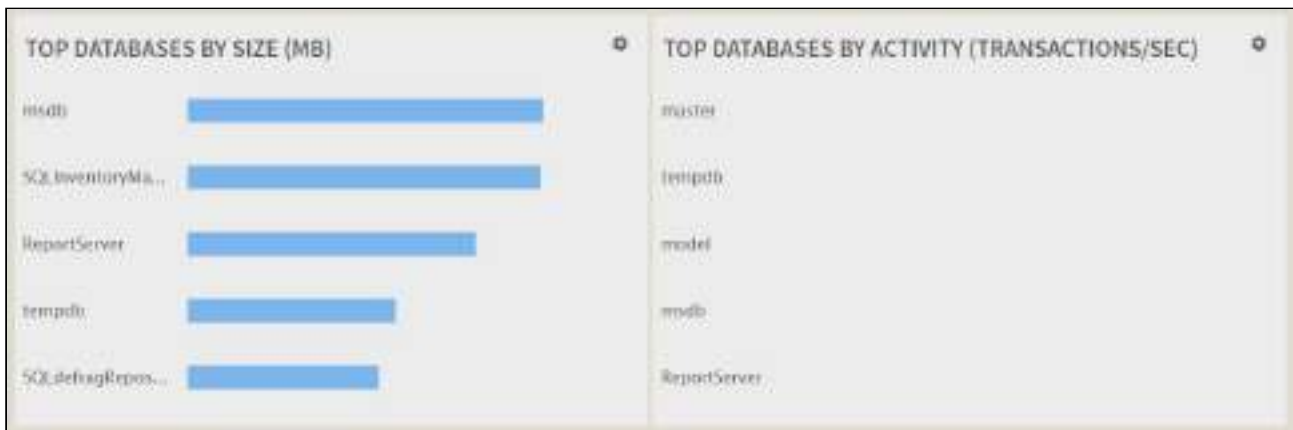 TOP DATABASES BY SIZE (MB)
msdb
SQLInventoryMa...
ReportServer
tempdb
SQLdefragRepos...
TOP DATABASES BY ACTIVITY (TRANSACTIONS/SEC)
master
tempdb
model
msdb
ReportServer